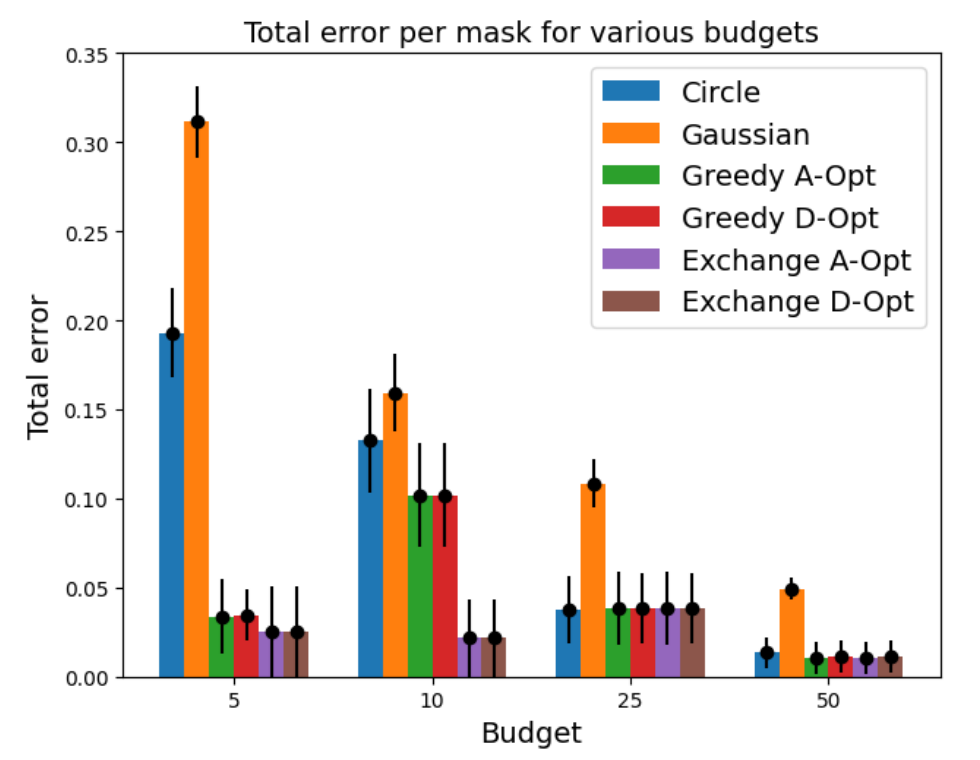 Total error per mask for various budgets
0.35
0.30
0.25
0.20
0.15
0.10
0.05
0.00
Total error
Circle
Gaussian
Greedy A-Opt
Greedy D-Opt
Exchange A-Opt
Exchange D-Opt
5 10 25 50
Budget